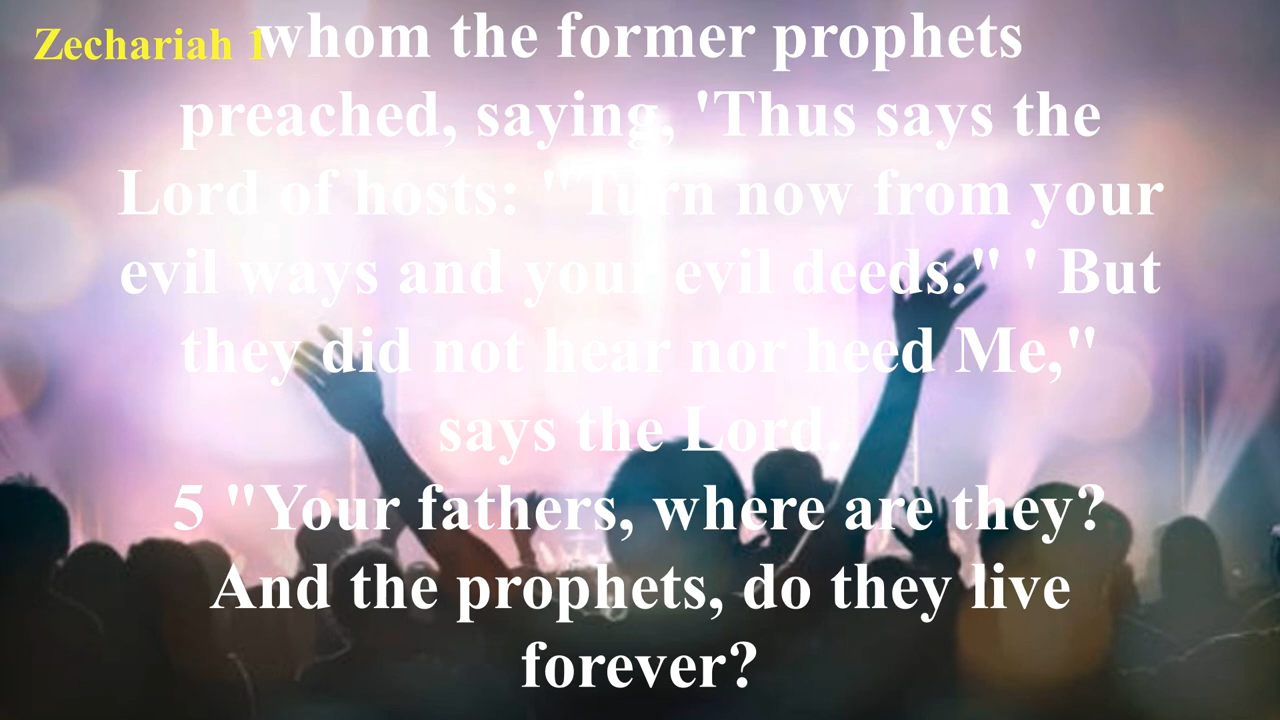 Zechariah 1
whom the former prophets
preached, saying, 'Thus says the
Lord of hosts: "Turn now from your
evil ways and your evil deeds." ' But
they did not hear nor heed Me,"
says the Lord.
5 "Your fathers, where are they?
And the prophets, do they live
forever?